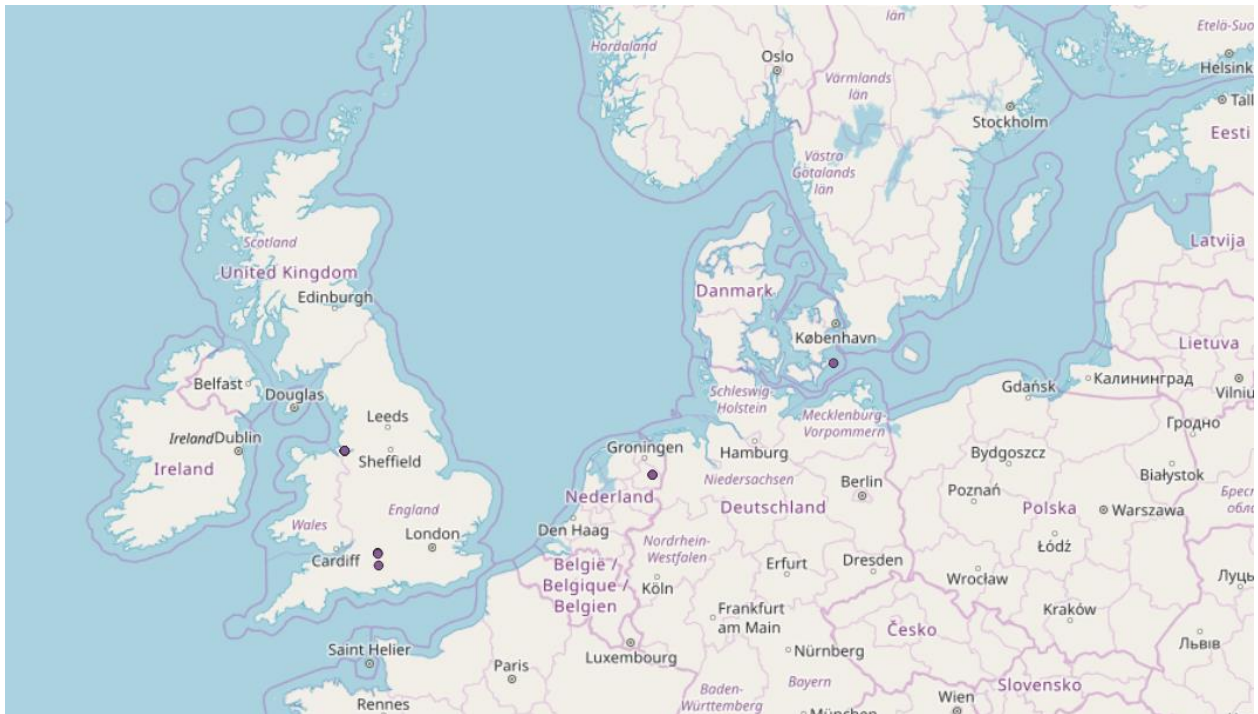 län
Etelä-Suo
Hordaland
Oslo
Helsink
Värmlands
län
Tall
Stockholm
Eesti
Västra
Götalands
län
Scotland
United Kingdom
Edinburgh
Danmark
Latvija
København
Lietuva
Belfast
Douglas
Gdańsk
Калининград
Vilniu
Schleswig-
Holstein
Mecklenburg-
Vorpommern
Leeds
Гродно
Ireland
Dublin
Groningen
Hamburg
Bydgoszcz
Sheffield
Białystok
Ireland
Niedersachsen
Berlin
Poznań
Брес
обла
Nederland
Deutschland
Polska
Warszawa
Wales
England
London
Den Haag
Nordrhein-
Westfalen
Łódź
Cardiff
België /
Belgique /
Belgien
Erfurt
Dresden
Wrocław
Луць
Köln
Frankfurt
am Main
Kraków
Česko
Львів
Saint Helier
Luxembourg
Nürnberg
Paris
Slovensko
Bayern
Baden-
Württemberg
Wien
Rennes
München